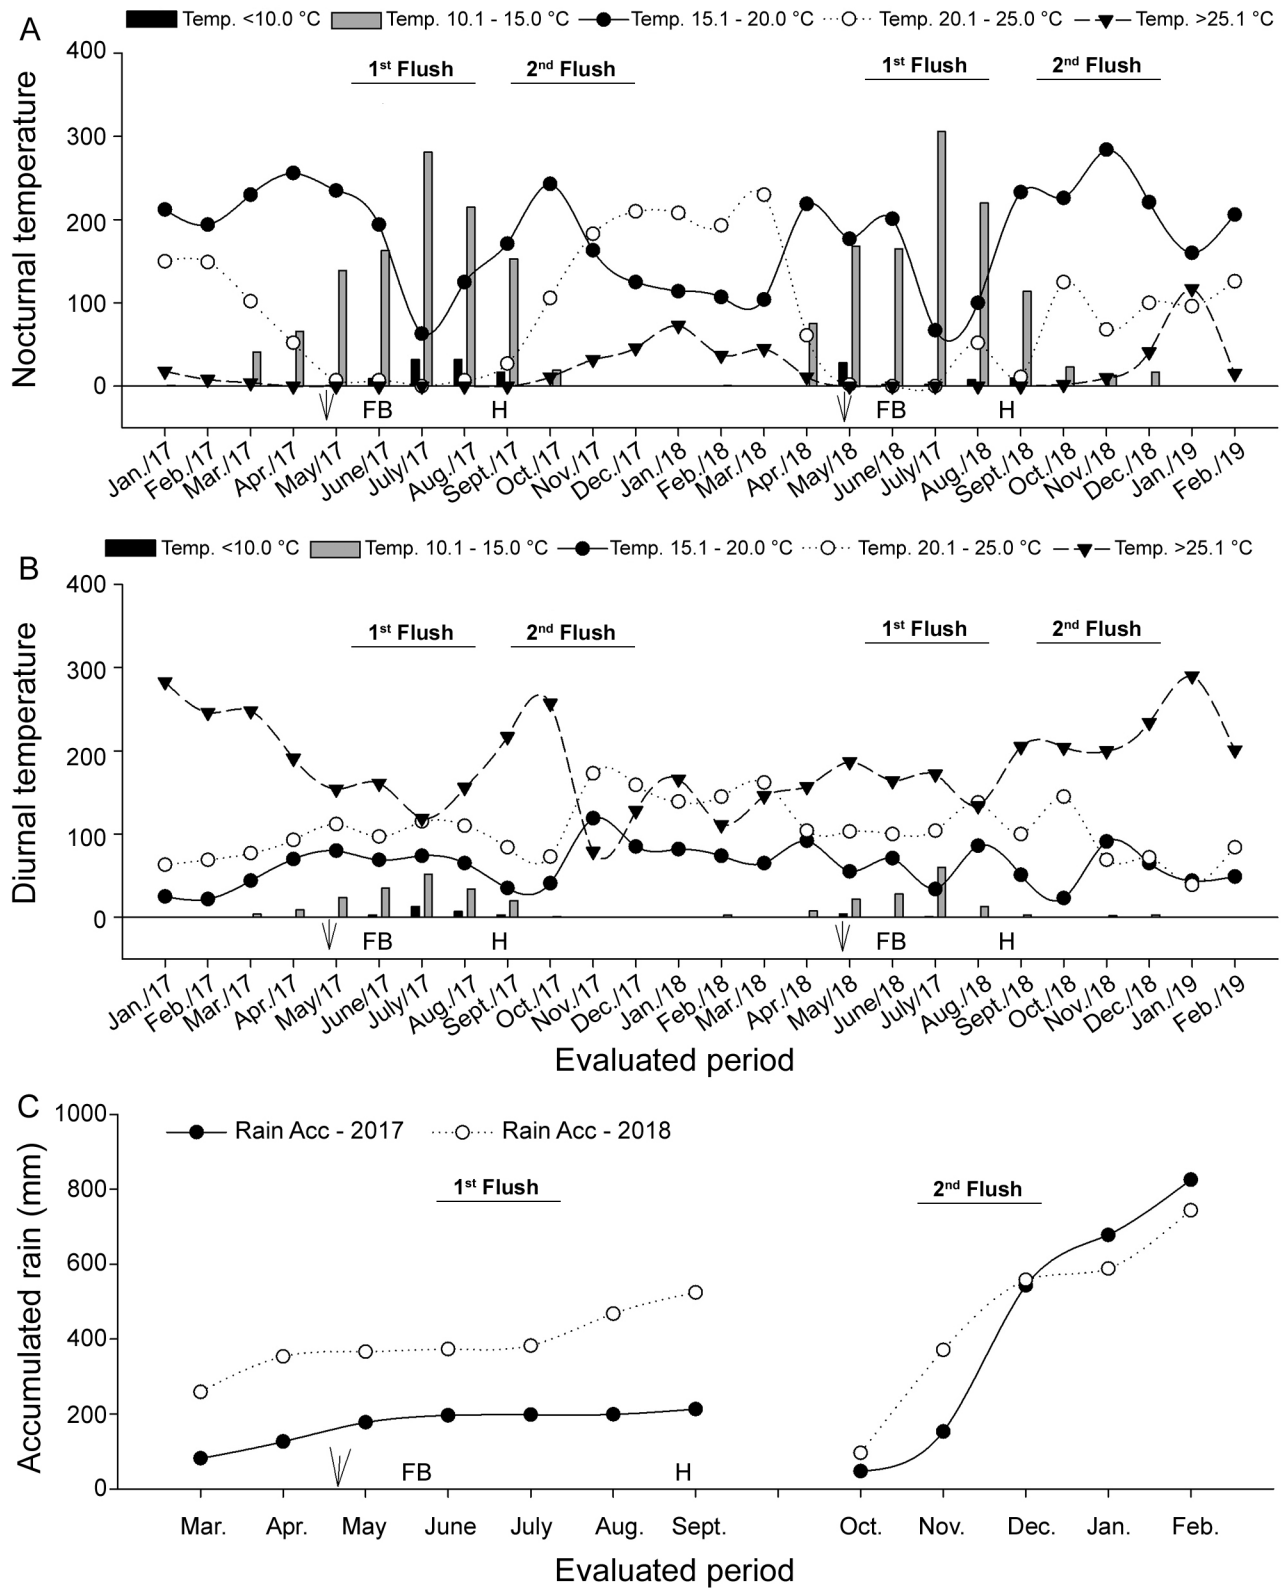 A
Temp. <10.0 °C Temp. 10.1 - 15.0 °C Temp. 15.1 - 20.0 °C Temp. 20.1 - 25.0 °C Temp. >25.1 °C
Nocturnal temperature
400
300
200
100
0
1st Flush 2nd Flush 1st Flush 2nd Flush
FB H FB H
Jan./17 Feb./17 Mar./17 Apr./17 May/17 June/17 July/17 Aug./17 Sept./17 Oct./17 Nov./17 Dec./17 Jan./18 Feb./18 Mar./18 Apr./18 May/18 June/18 July/17 Aug./18 Sept./18 Oct./18 Nov./18 Dec./18 Jan./19 Feb./19
B
Temp. <10.0 °C Temp. 10.1 - 15.0 °C Temp. 15.1 - 20.0 °C Temp. 20.1 - 25.0 °C Temp. >25.1 °C
Diurnal temperature
400
300
200
100
0
1st Flush 2nd Flush 1st Flush 2nd Flush
FB H FB H
Jan./17 Feb./17 Mar./17 Apr./17 May/17 June/17 July/17 Aug./17 Sept./17 Oct./17 Nov./17 Dec./17 Jan./18 Feb./18 Mar./18 Apr./18 May/18 June/18 July/17 Aug./18 Sept./18 Oct./18 Nov./18 Dec./18 Jan./19 Feb./19
Evaluated period
C
Rain Acc - 2017 Rain Acc - 2018
Accumulated rain (mm)
1000
800
600
400
200
0
1st Flush 2nd Flush
FB H
Mar. Apr. May June July Aug. Sept. Oct. Nov. Dec. Jan. Feb.
Evaluated period